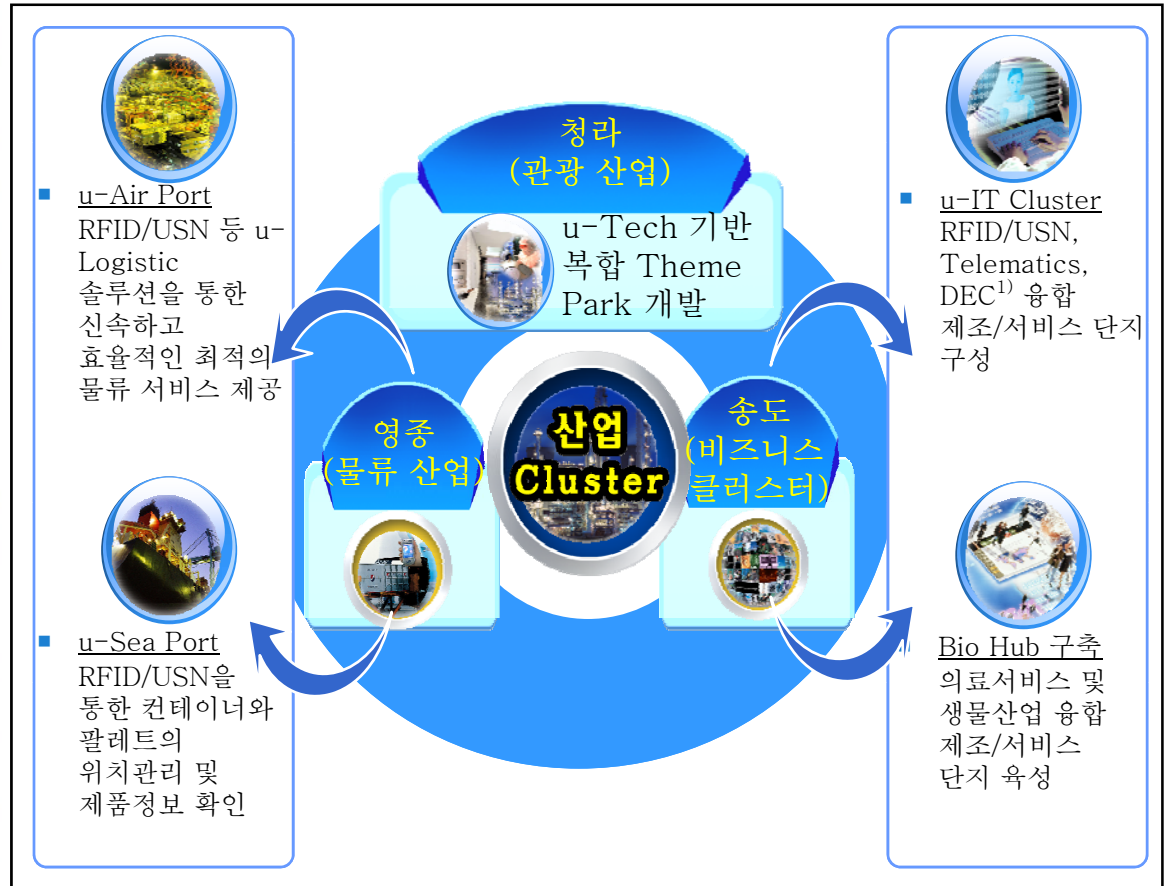 청라
(관광 산업)
u-Tech 기반
복합 Theme
Park 개발
u-Air Port
RFID/USN 등 u-
Logistic
솔루션을 통한
신속하고
효율적인 최적의
물류 서비스 제공
u-Sea Port
RFID/USN을
통한 컨테이너와
팔레트의
위치관리 및
제품정보 확인
영종
(물류 산업)
산업
Cluster
송도
(비즈니스
클러스터)
u-IT Cluster
RFID/USN,
Telematics,
DEC1) 융합
제조/서비스 단지
구성
Bio Hub 구축
의료서비스 및
생물산업 융합
제조/서비스
단지 육성